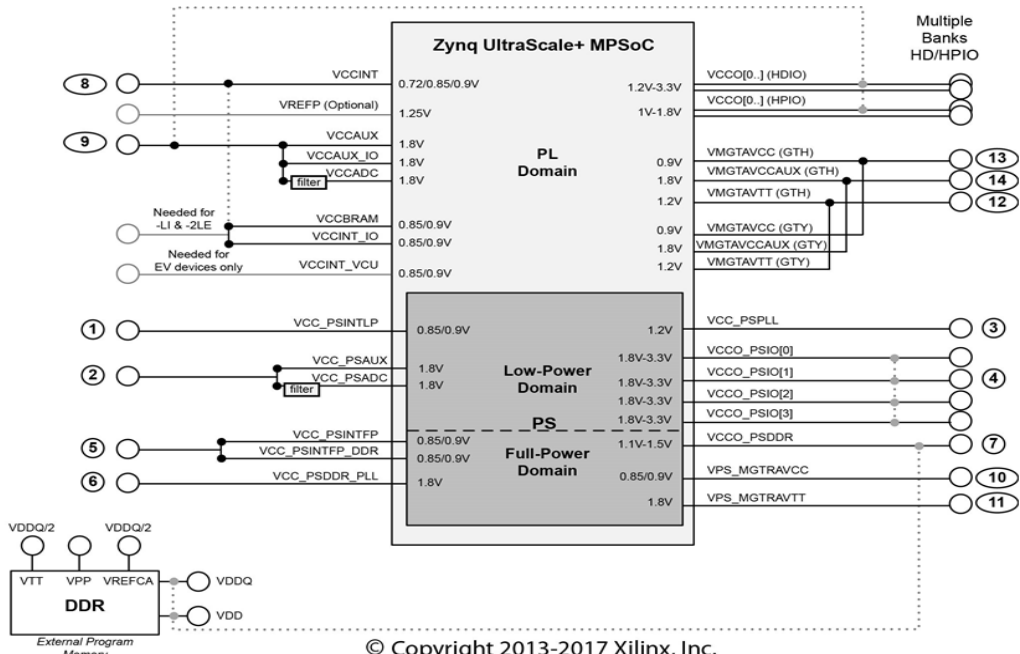 Multiple
Banks
HD/HPIO
Zynq UltraScale+ MPSoC
8
VCCINT
0.72/0.85/0.9V
VREFP (Optional)
1.25V
9
VCCAUX
1.8V
VCCAUX_IO
1.8V
VCCADC
filter
1.8V
Needed for
-LI & -2LE
VCCBRAM
0.85/0.9V
VCCINT_IO
0.85/0.9V
Needed for
EV devices only
VCCINT_VCU
0.85/0.9V
PL
Domain
1.2V-3.3V
VCCO[0..] (HDIO)
1V-1.8V
VCCO[0..] (HPIO)
0.9V
VMGTAVCC (GTH)
13
1.8V
VMGTAVCCAUX (GTH)
14
1.2V
VMGTAVTT (GTH)
12
0.9V
VMGTAVCC (GTY)
1.8V
VMGTAVCCAUX (GTY)
1.2V
VMGTAVTT (GTY)
1
VCC_PSINTLP
0.85/0.9V
2
VCC_PSAUX
1.8V
VCC_PSADC
filter
1.8V
5
VCC_PSINTFP
0.85/0.9V
VCC_PSINTFP_DDR
0.85/0.9V
6
VCC_PSDDR_PLL
1.8V
Low-Power
Domain
PS
Full-Power
Domain
1.2V
VCC_PSPLL
3
1.8V-3.3V
VCCO_PSIO[0]
1.8V-3.3V
VCCO_PSIO[1]
4
1.8V-3.3V
VCCO_PSIO[2]
1.8V-3.3V
VCCO_PSIO[3]
1.1V-1.5V
VCCO_PSDDR
7
0.85/0.9V
VPS_MGTRAVCC
10
1.8V
VPS_MGTRAVTT
11
VDDQ/2
VDDQ/2
VTT
VPP
VREFCA
VDDQ
DDR
VDD
External Program
Memory
© Copyright 2013-2017 Xilinx, Inc.